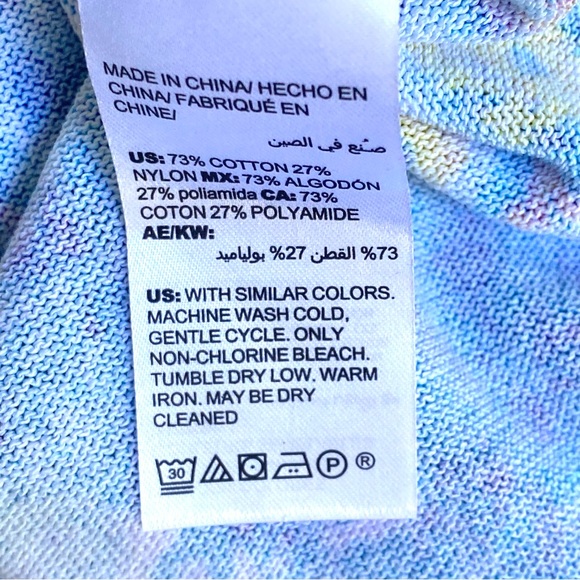 MADE IN CHINA/ HECHO EN
CHINA/ FABRIQUÉ EN
CHINE/
صنع في الصين
US: 73% COTTON 27%
NYLON MX: 73% ALGODÓN
27% poliamida CA: 73%
COTON 27% POLYAMIDE
AE/KW:
73% القطن 27% بولياميد
US: WITH SIMILAR COLORS.
MACHINE WASH COLD,
GENTLE CYCLE. ONLY
NON-CHLORINE BLEACH.
TUMBLE DRY LOW. WARM
IRON. MAY BE DRY
CLEANED
30 P ®